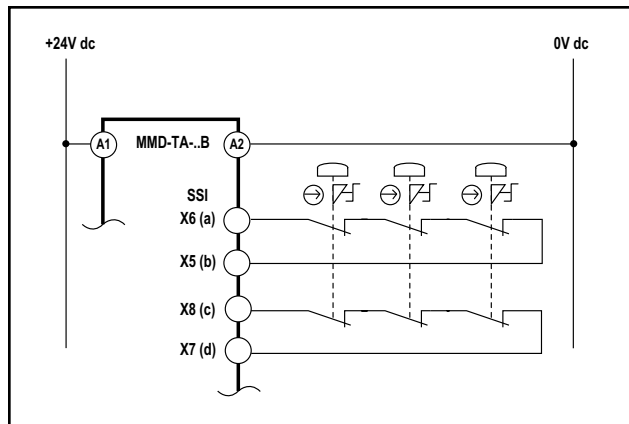 +24V dc
0V dc
A1
MMD-TA-..B
A2
SSI
X6 (a)
X5 (b)
X8 (c)
X7 (d)